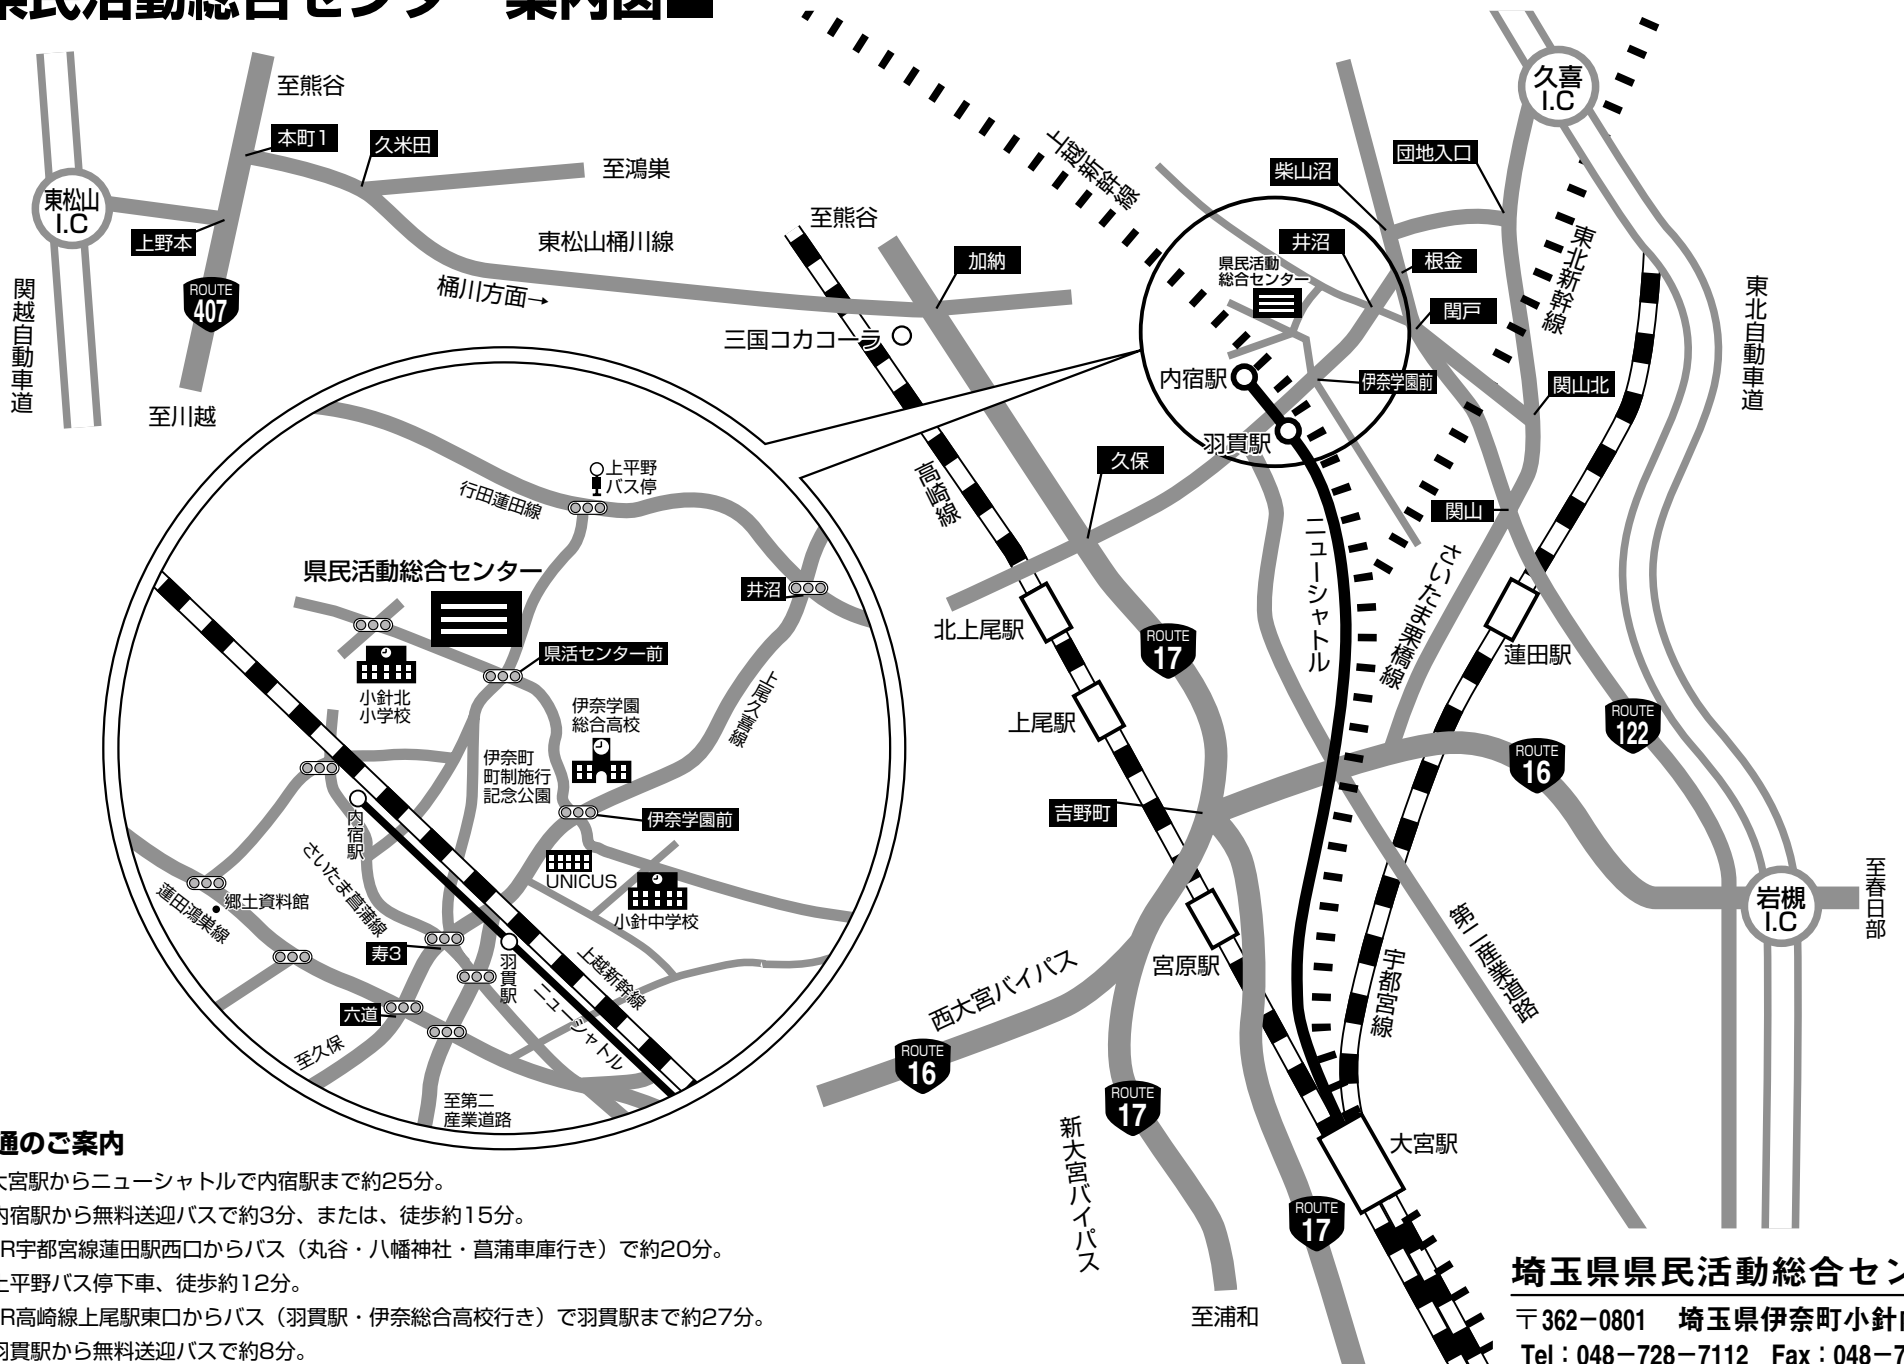 県民活動総合センター案内図■
至熊谷
本町1
久米田
至鴻巣
東松山
I.C
上野本
ROUTE
407
東松山桶川線
桶川方面→
関越自動車道
至川越
至熊谷
加納
三国コカコーラ
上越新幹線
久喜
I.C
団地入口
柴山沼
井沼
根金
県民活動
総合センター
閏戸
東北新幹線
東北自動車道
内宿駅
伊奈学園前
関山北
羽貫駅
久保
高崎線
関山
ニューシャトル
さいたま栗橋線
北上尾駅
ROUTE
17
蓮田駅
上尾駅
ROUTE
122
ROUTE
16
吉野町
岩槻
I.C
至春日部
宮原駅
西大宮バイパス
第二産業道路
宇都宮線
ROUTE
16
ROUTE
17
新大宮バイパス
大宮駅
ROUTE
17
至浦和
上平野
バス停
行田蓮田線
県民活動総合センター
井沼
県活センター前
小針北
小学校
伊奈学園
総合高校
上尾久喜線
伊奈町
町制施行
記念公園
伊奈学園前
内宿駅
さいたま菖蒲線
UNICUS
小針中学校
蓮田鴻巣線
郷土資料館
寿3
羽貫駅
上越新幹線
ニューシャトル
六道
至久保
至第二
産業道路
通のご案内
大宮駅からニューシャトルで内宿駅まで約25分。
内宿駅から無料送迎バスで約3分、または、徒歩約15分。
R宇都宮線蓮田駅西口からバス（丸谷・八幡神社・菖蒲車庫行き）で約20分。
上平野バス停下車、徒歩約12分。
R高崎線上尾駅東口からバス（羽貫駅・伊奈総合高校行き）で羽貫駅まで約27分。
羽貫駅から無料送迎バスで約8分。
埼玉県県民活動総合セン
〒362−0801　埼玉県伊奈町小針
Tel：048−728−7112　Fax：048−7